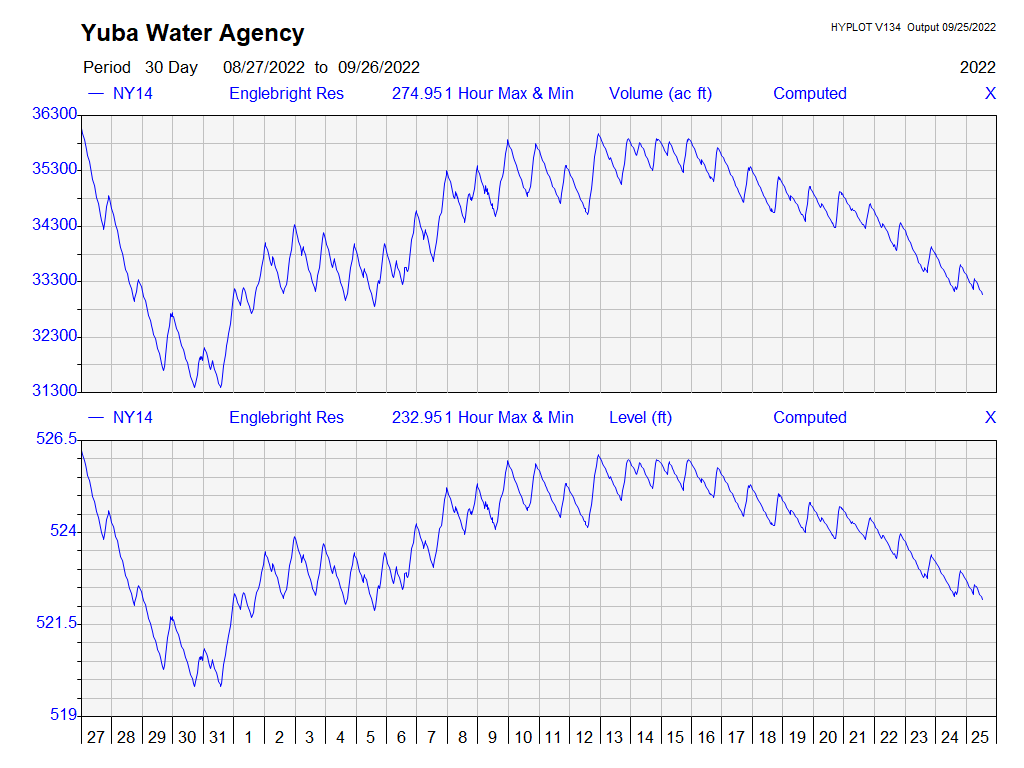 Yuba Water Agency
HYPLOT V134 Output 09/25/2022
Period 30 Day 08/27/2022 to 09/26/2022 2022
NY14 Englebright Res 274.951 Hour Max & Min Volume (ac ft) Computed X
36300
35300
34300
33300
32300
31300
NY14 Englebright Res 232.951 Hour Max & Min Level (ft) Computed X
526.5
524
521.5
519
27 28 29 30 31 1 2 3 4 5 6 7 8 9 10 11 12 13 14 15 16 17 18 19 20 21 22 23 24 25